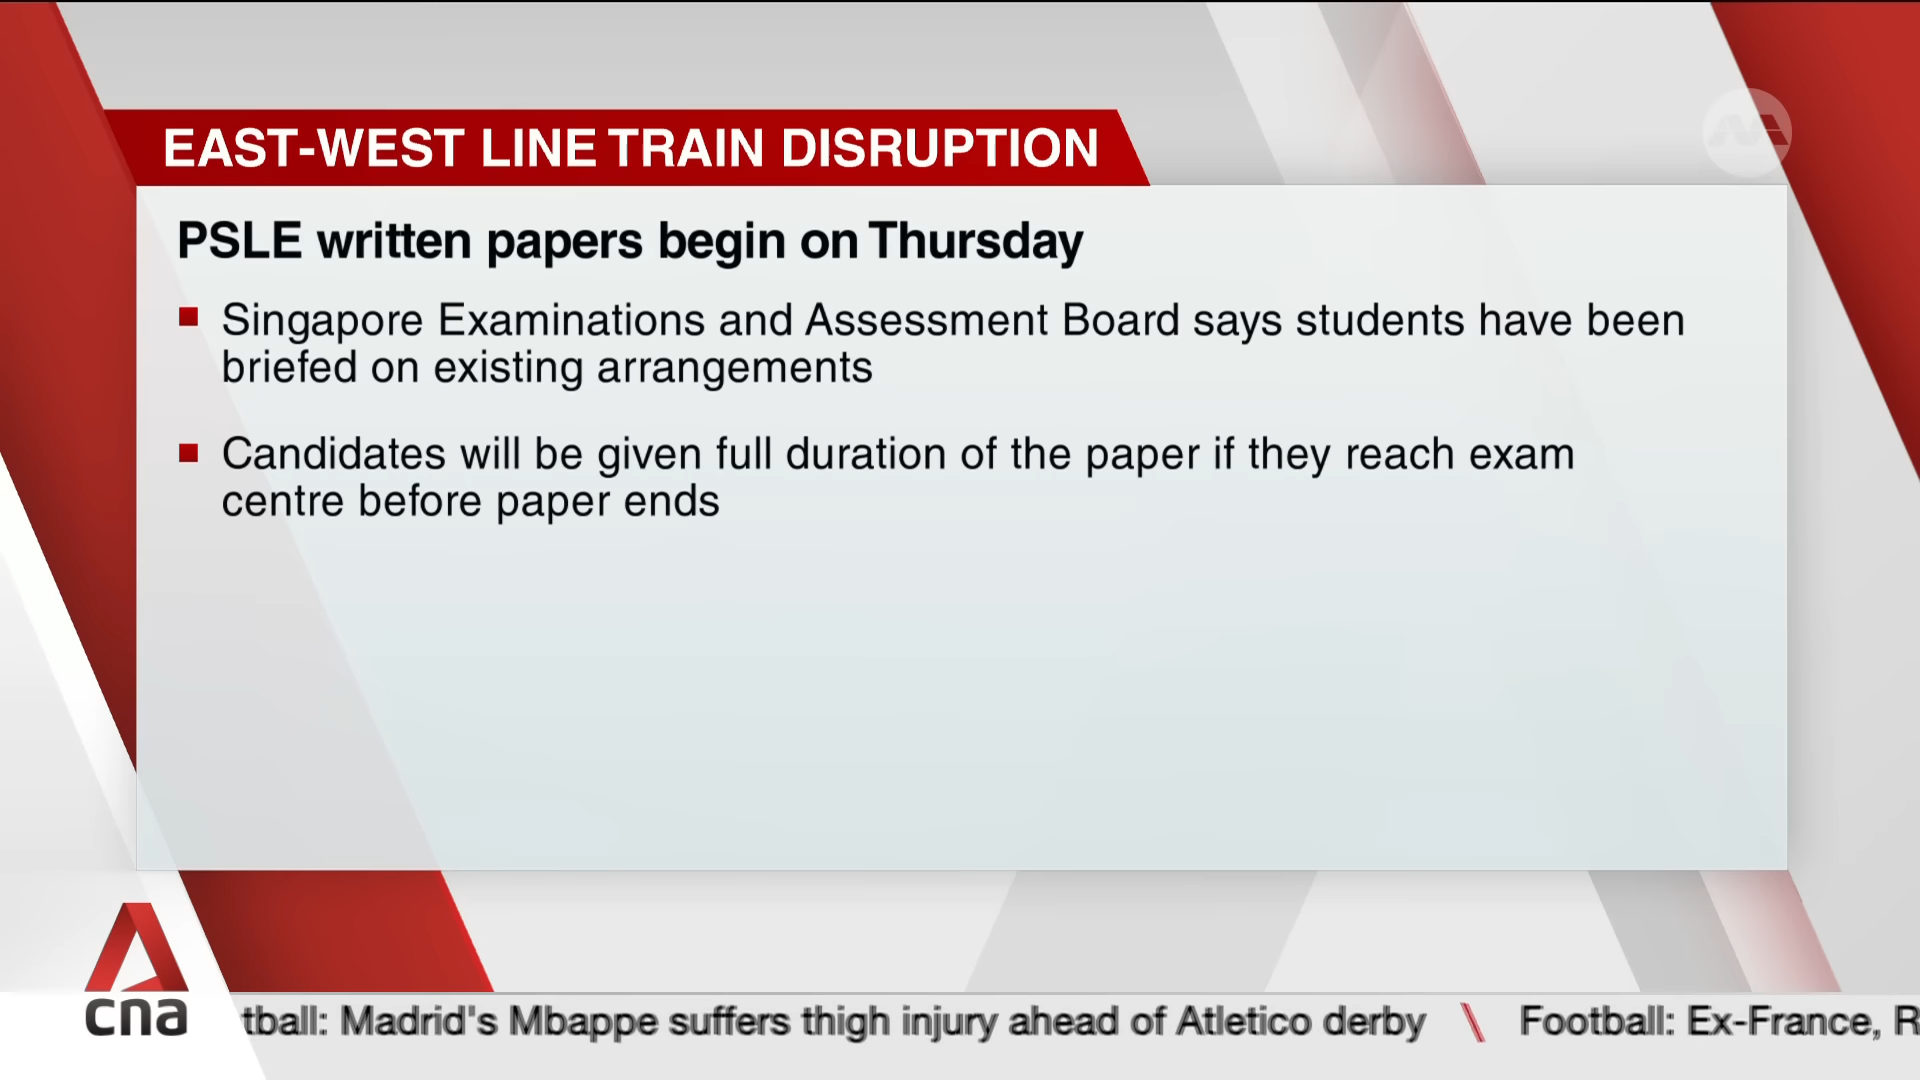 EAST-WEST LINE TRAIN DISRUPTION
PSLE written papers begin on Thursday
Singapore Examinations and Assessment Board says students have been
briefed on existing arrangements
Candidates will be given full duration of the paper if they reach exam
centre before paper ends
cna
tball: Madrid's Mbappe suffers thigh injury ahead of Atletico derby \ Football: Ex-France, R